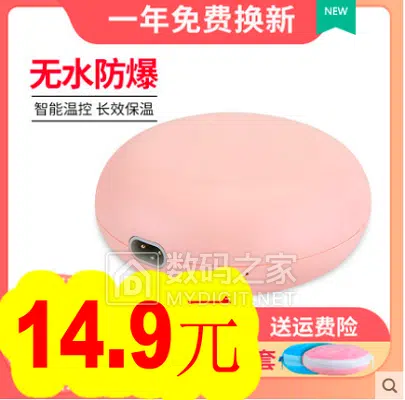 一年免费换新
NEW
无水防爆
智能温控 长效保温
数码之家
MYDIGIT.NET
14.9元
送运费险
套